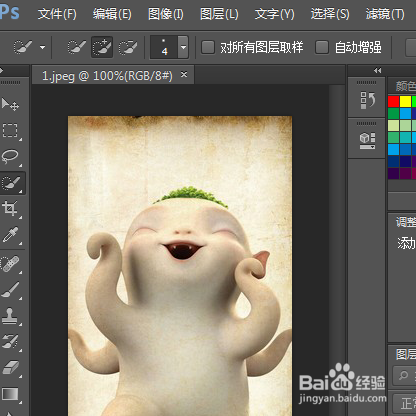 Ps 文件(F) 编辑(E) 图像(I) 图层(L) 文字(Y) 选择(S) 滤镜(T)
4 对所有图层取样 自动增强
1.jpeg @ 100%(RGB/8#) ×
颜色
调整
添加
图层
正常
Baidu经验
jingyan.baidu.com